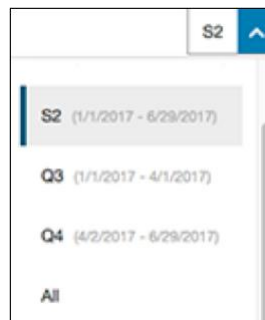 S2
S2 (1/1/2017 - 6/29/2017)
Q3 (1/1/2017 - 4/1/2017)
Q4 (4/2/2017 - 6/29/2017)
All